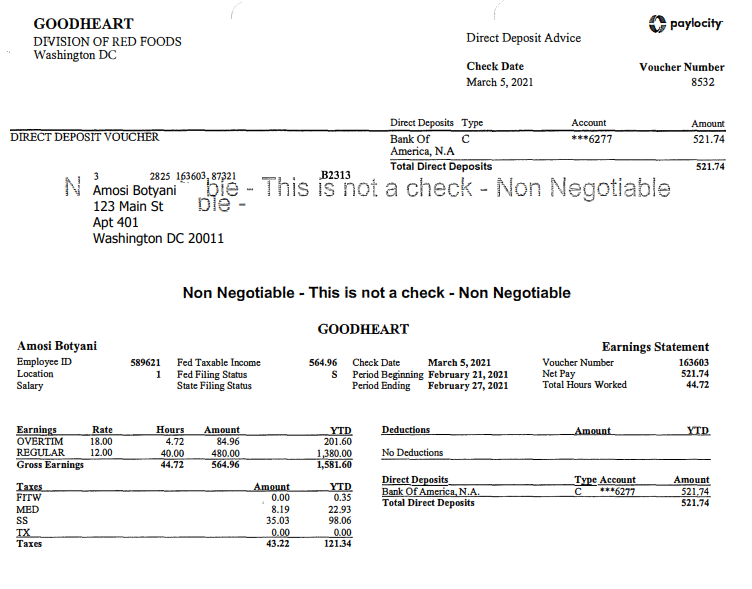 GOODHEART
DIVISION OF RED FOODS
Washington DC
paylocity
Direct Deposit Advice
Check Date Voucher Number
March 5, 2021 8532
Direct Deposits Type Account Amount
DIRECT DEPOSIT VOUCHER
Bank Of America, N.A C ***6277 521.74
Total Direct Deposits 521.74
3 2825 163603 87321 B2313
N ble - This is not a check - Non Negotiable
Amosi Botyani
123 Main St ble -
Apt 401
Washington DC 20011
Non Negotiable - This is not a check - Non Negotiable
GOODHEART
Amosi Botyani Earnings Statement
Employee ID 589621 Fed Taxable Income 564.96 Check Date March 5, 2021 Voucher Number 163603
Location 1 Fed Filing Status S Period Beginning February 21, 2021 Net Pay 521.74
Salary State Filing Status Period Ending February 27, 2021 Total Hours Worked 44.72
Earnings Rate Hours Amount YTD
OVERTIM 18.00 4.72 84.96 201.60
REGULAR 12.00 40.00 480.00 1,380.00
Gross Earnings 44.72 564.96 1,581.60
Taxes Amount YTD
FITW 0.00 0.35
MED 8.19 22.93
SS 35.03 98.06
TX 0.00 0.00
Taxes 43.22 121.34
Deductions Amount YTD
No Deductions
Direct Deposits Type Account Amount
Bank Of America, N.A. C ***6277 521.74
Total Direct Deposits 521.74